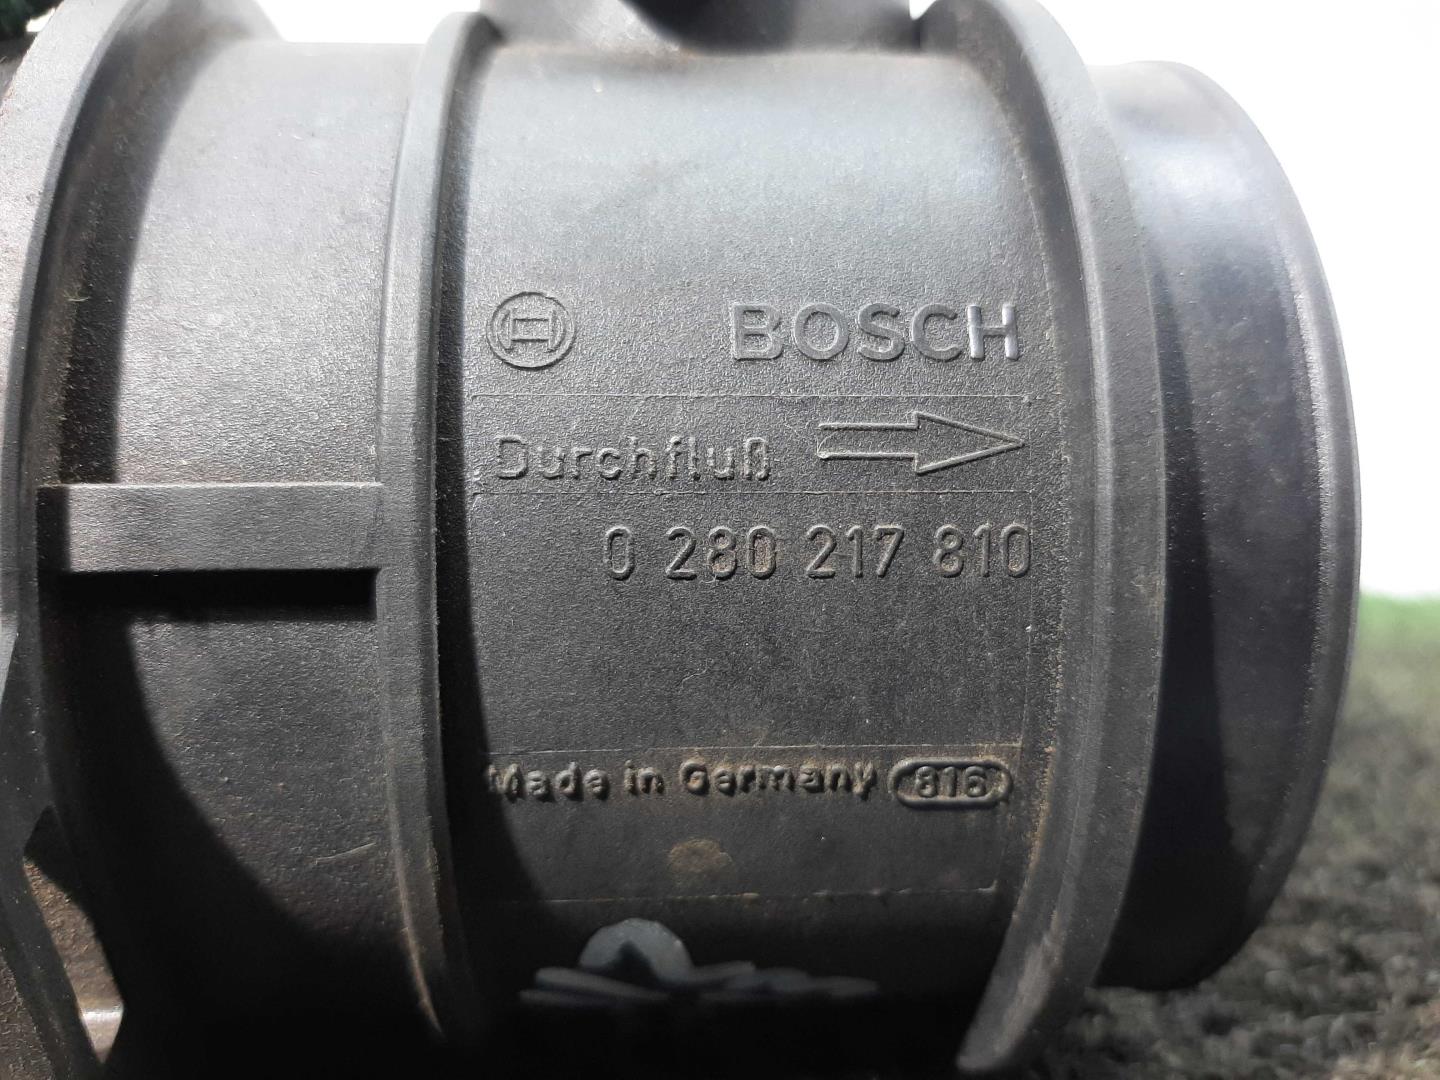 BOSCH
Durchfluß
0 280 217 810
Made in Germany 816